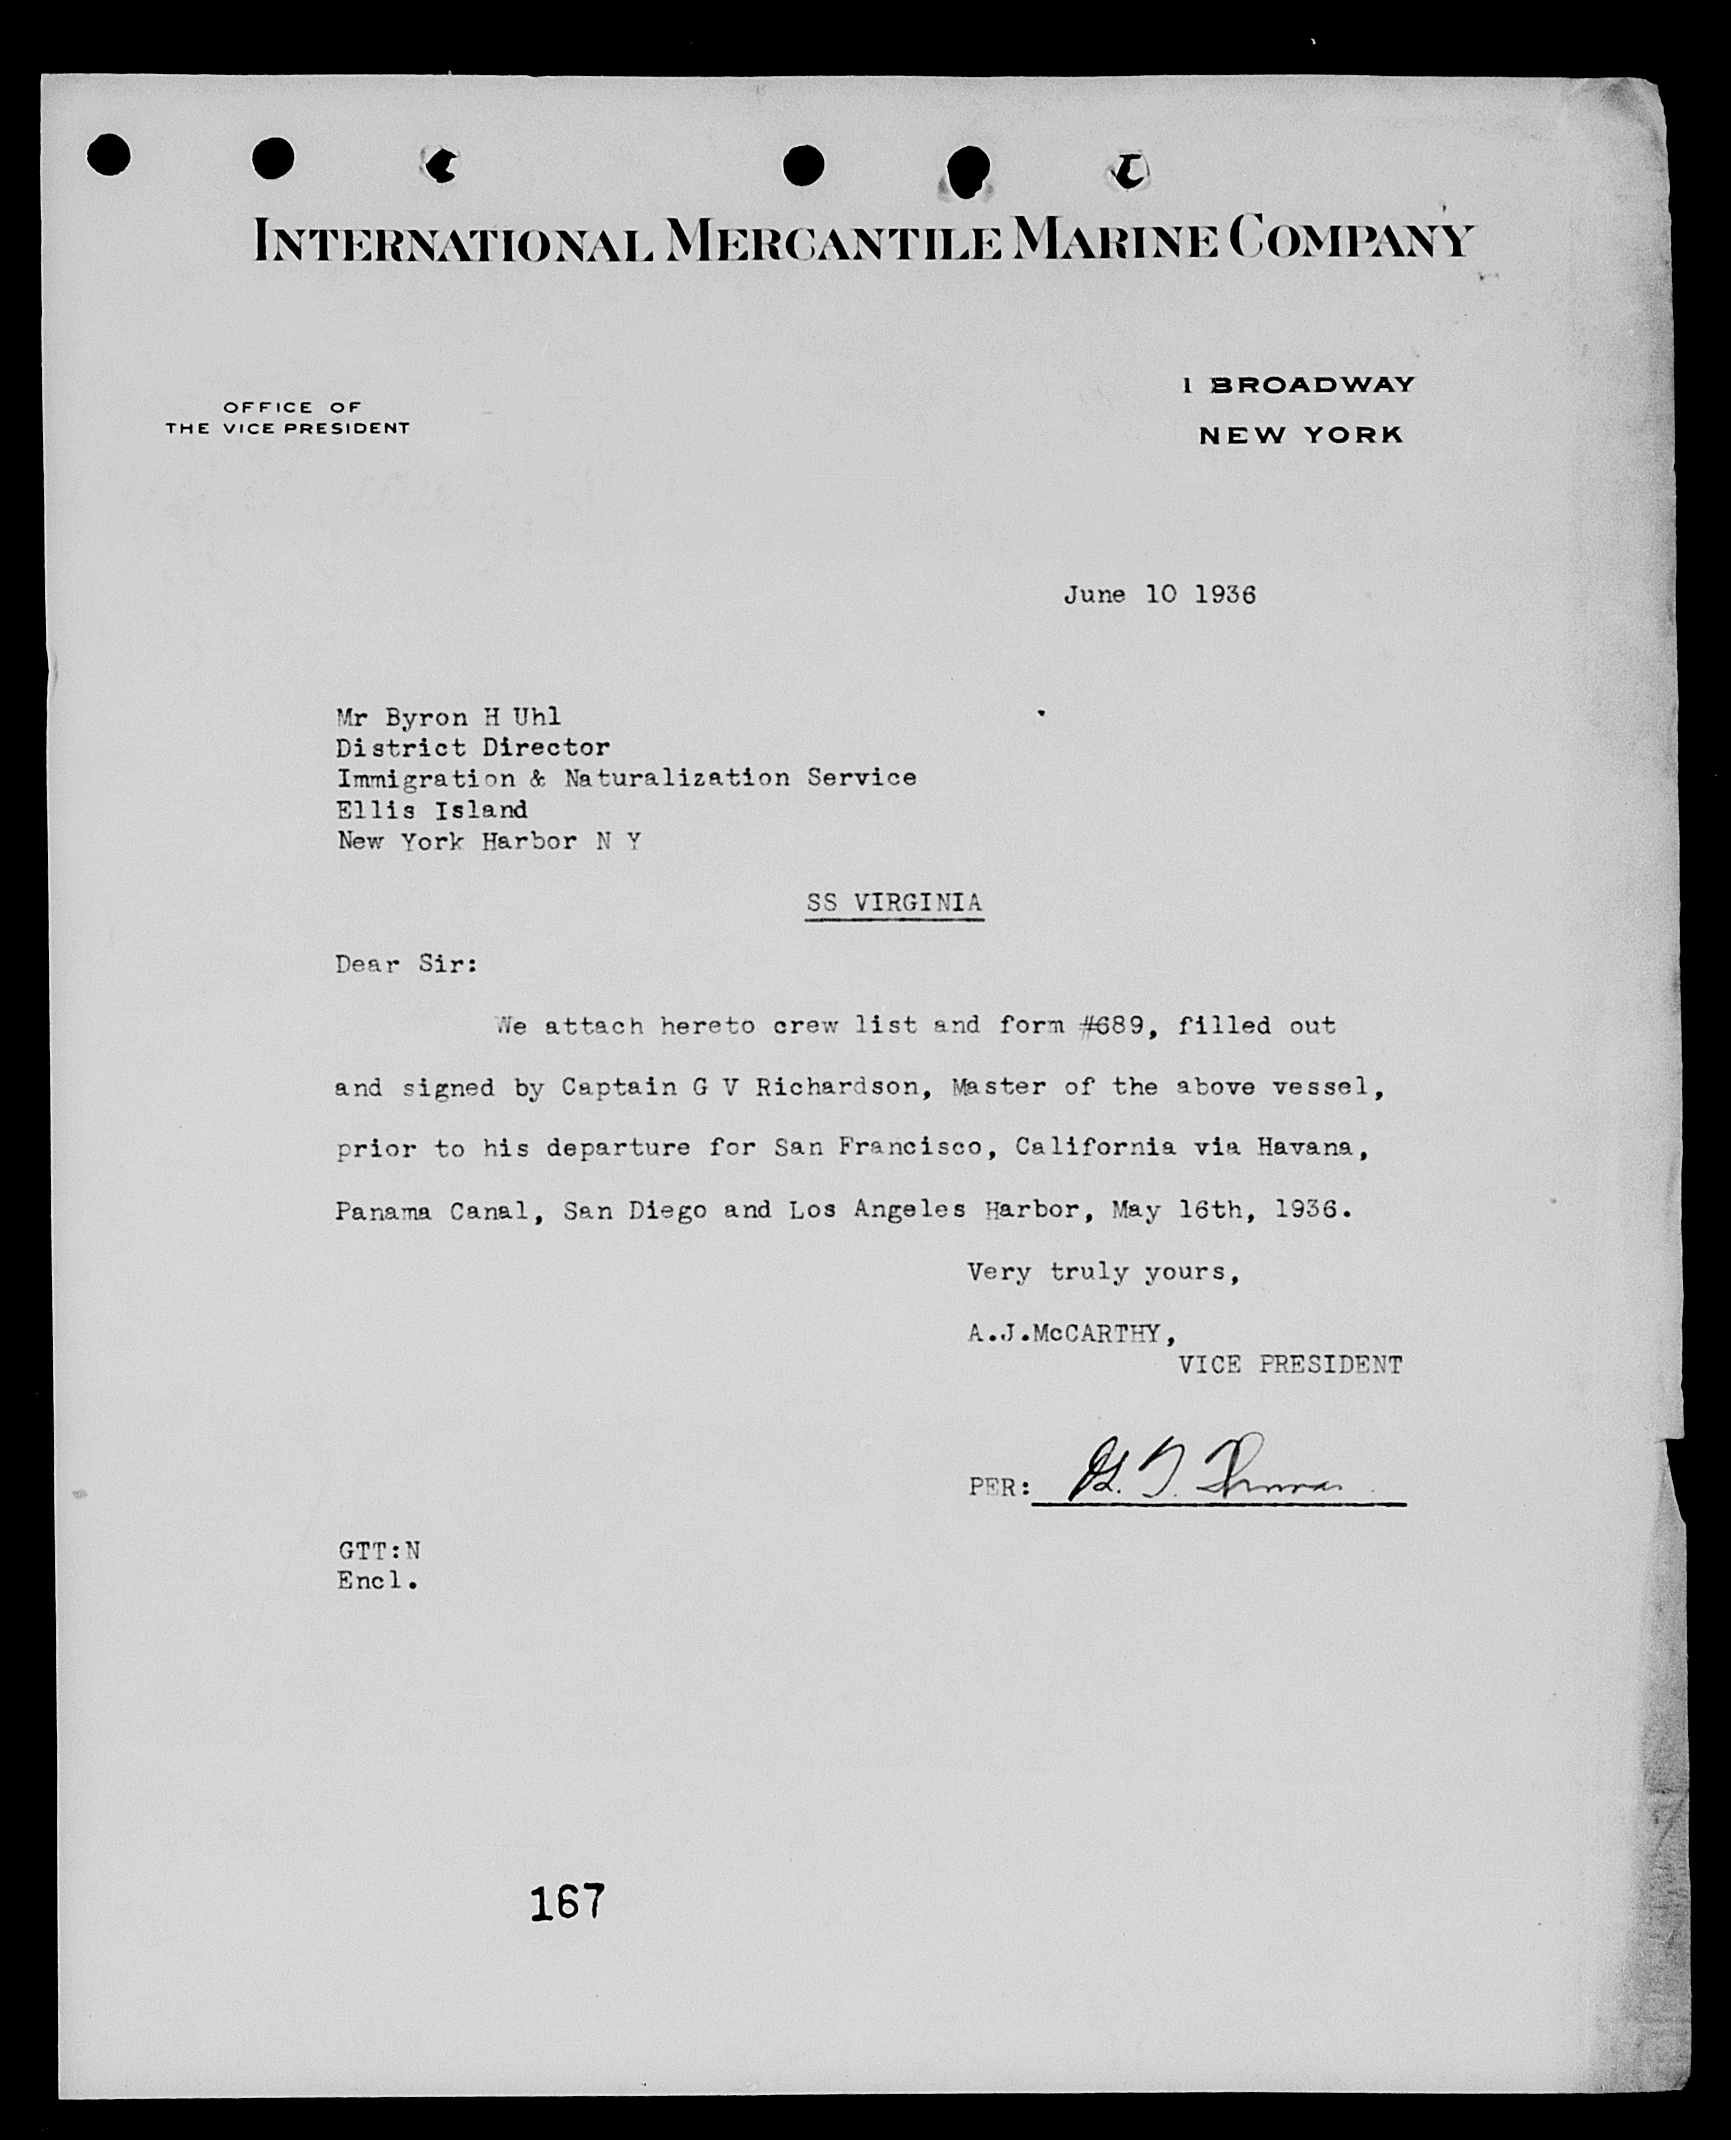 INTERNATIONAL MERCANTILE MARINE COMPANY
OFFICE OF
THE VICE PRESIDENT
1 BROADWAY
NEW YORK
June 10 1936
Mr Byron H Uhl
District Director
Immigration & Naturalization Service
Ellis Island
New York Harbor N Y
SS VIRGINIA
Dear Sir:
We attach hereto crew list and form #689, filled out
and signed by Captain G V Richardson, Master of the above vessel,
prior to his departure for San Francisco, California via Havana,
Panama Canal, San Diego and Los Angeles Harbor, May 16th, 1936.
Very truly yours,
A.J.McCARTHY,
VICE PRESIDENT
PER:
GTT:N
Encl.
167